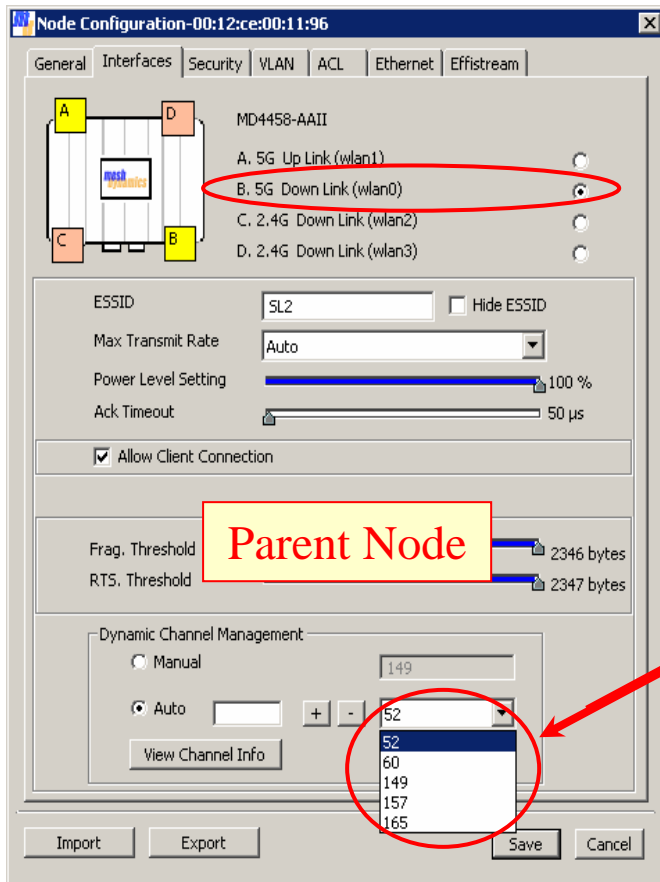 Node Configuration-00:12:ce:00:11:96
General Interfaces Security VLAN ACL Ethernet Effistream
A
D
mesh
dynamics
C
B
MD4458-AAII
A. 5G Up Link (wlan1)
B. 5G Down Link (wlan0)
C. 2.4G Down Link (wlan2)
D. 2.4G Down Link (wlan3)
ESSID SL2 Hide ESSID
Max Transmit Rate Auto
Power Level Setting 100 %
Ack Timeout 50 µs
Allow Client Connection
Parent Node
Frag. Threshold 2346 bytes
RTS. Threshold 2347 bytes
Dynamic Channel Management
Manual 149
Auto + - 52
52
60
149
157
165
View Channel Info
Import Export Save Cancel